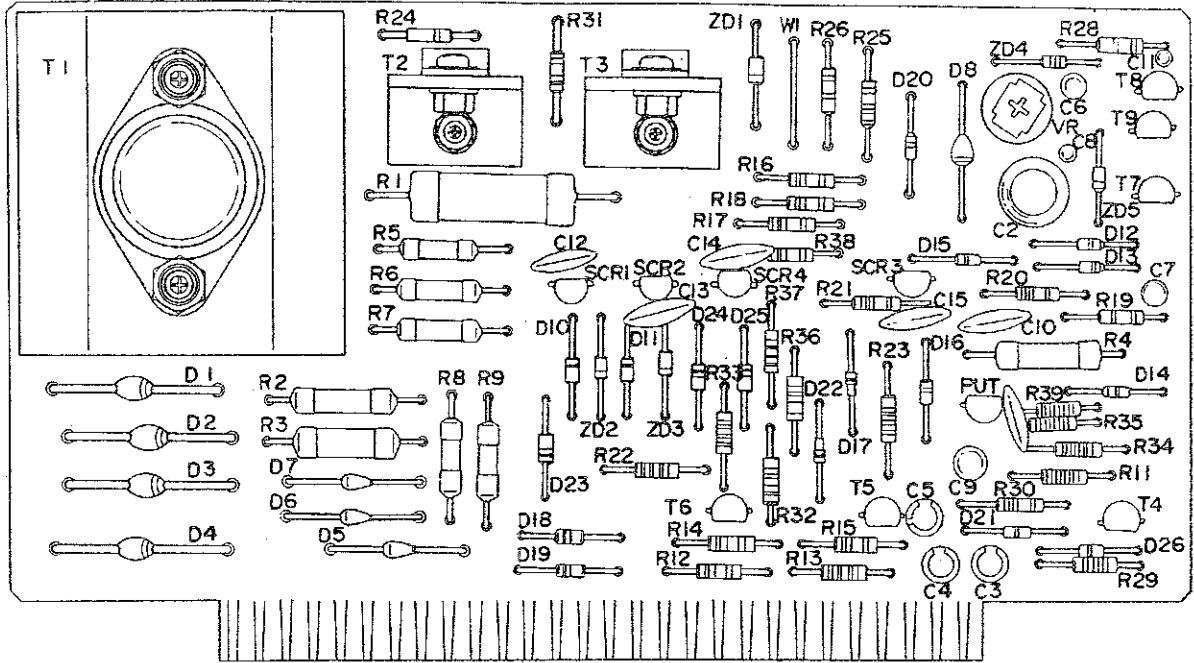 R24
R31
ZD1
W1
R26
R25
R28
T1
T2
T3
ZD4
C11
D20
D8
T8
C6
T9
VR
C8
R16
R1
R18
T7
R17
ZD5
C2
R5
C12
C14
R38
D15
D12
D13
SCR1
SCR2
SCR4
SCR3
C7
R6
C13
R37
R21
R20
R7
D10
D11
D24
D25
C15
C10
R19
R36
D16
R4
D1
R2
R8
R9
R33
D22
R23
PUT
D14
R39
D2
R3
ZD2
ZD3
D17
R35
R34
D3
D7
R22
D23
C9
R11
D6
T6
R32
T5
C5
R30
T4
D4
D5
D18
R14
R15
D21
D26
D19
R12
R13
C4
C3
R29